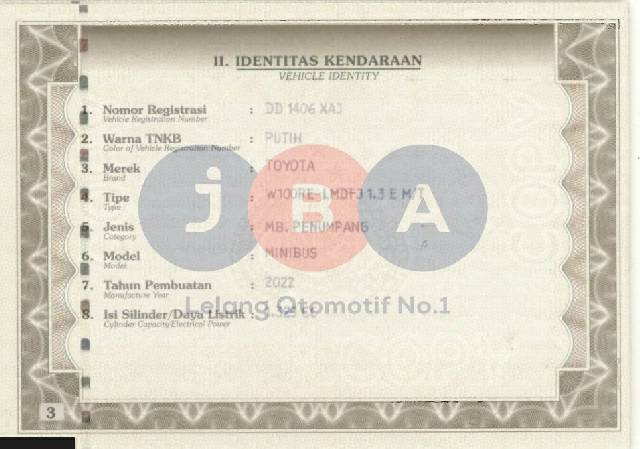 II. IDENTITAS KENDARAAN
VEHICLE IDENTITY
1. Nomor Registrasi : DD 1406 XAJ
Vehicle Registration Number
2. Warna TNKB : PUTIH
Color of Vehicle Registration Number
3. Merek : TOYOTA
Brand
4. Tipe : W100RE-LMDFJ 1.3 E M/T
Type
5. Jenis : MB. PENUMPANG
Category
6. Model : MINIBUS
Model
7. Tahun Pembuatan : 2022
Manufacture Year
8. Isi Silinder/Daya Listrik : CC
Cylinder Capacity/Electrical Power
JBA
Lelang Otomotif No.1
3